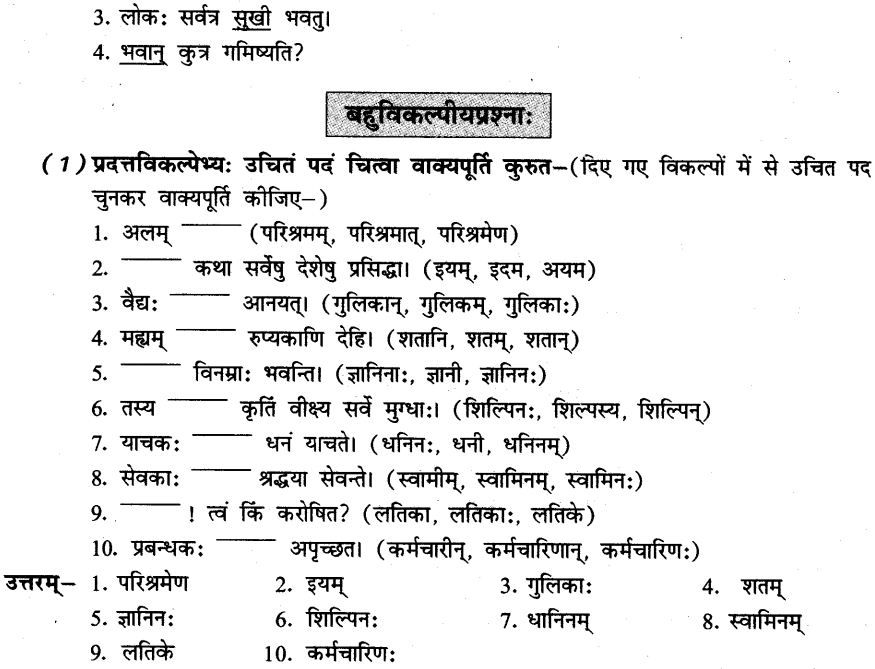 3. लोकः सर्वत्र सुखी भवतु।
4. भवान् कुत्र गमिष्यति?
बहुविकल्पीयप्रश्नाः
(1) प्रदत्तविकल्पेभ्यः उचितं पदं चित्वा वाक्यपूर्ति कुरुत–(दिए गए विकल्पों में से उचित पद
चुनकर वाक्यपूर्ति कीजिए–)
1. अलम् ——— (परिश्रमम्, परिश्रमात्, परिश्रमेण)
2. ——— कथा सर्वेषु देशेषु प्रसिद्धा। (इयम्, इदम, अयम)
3. वैद्यः ——— आनयत्। (गुलिकान्, गुलिकम्, गुलिकाः)
4. मह्यम् ——— रुप्यकाणि देहि। (शतानि, शतम्, शतान्)
5. ——— विनम्राः भवन्ति। (ज्ञानिनाः, ज्ञानी, ज्ञानिनः)
6. तस्य ——— कृतिं वीक्ष्य सर्वे मुग्धाः। (शिल्पिनः, शिल्पस्य, शिल्पिन्)
7. याचकः ——— धनं याचते। (धनिनः, धनी, धनिनम्)
8. सेवकाः ——— श्रद्धया सेवन्ते। (स्वामीम्, स्वामिनम्, स्वामिनः)
9. ——— ! त्वं किं करोषित? (लतिका, लतिकाः, लतिके)
10. प्रबन्धकः ——— अपृच्छत। (कर्मचारीन्, कर्मचारिणान्, कर्मचारिणः)
उत्तरम्– 1. परिश्रमेण 2. इयम् 3. गुलिकाः 4. शतम्
5. ज्ञानिनः 6. शिल्पिनः 7. धानिनम् 8. स्वामिनम्
9. लतिके 10. कर्मचारिणः